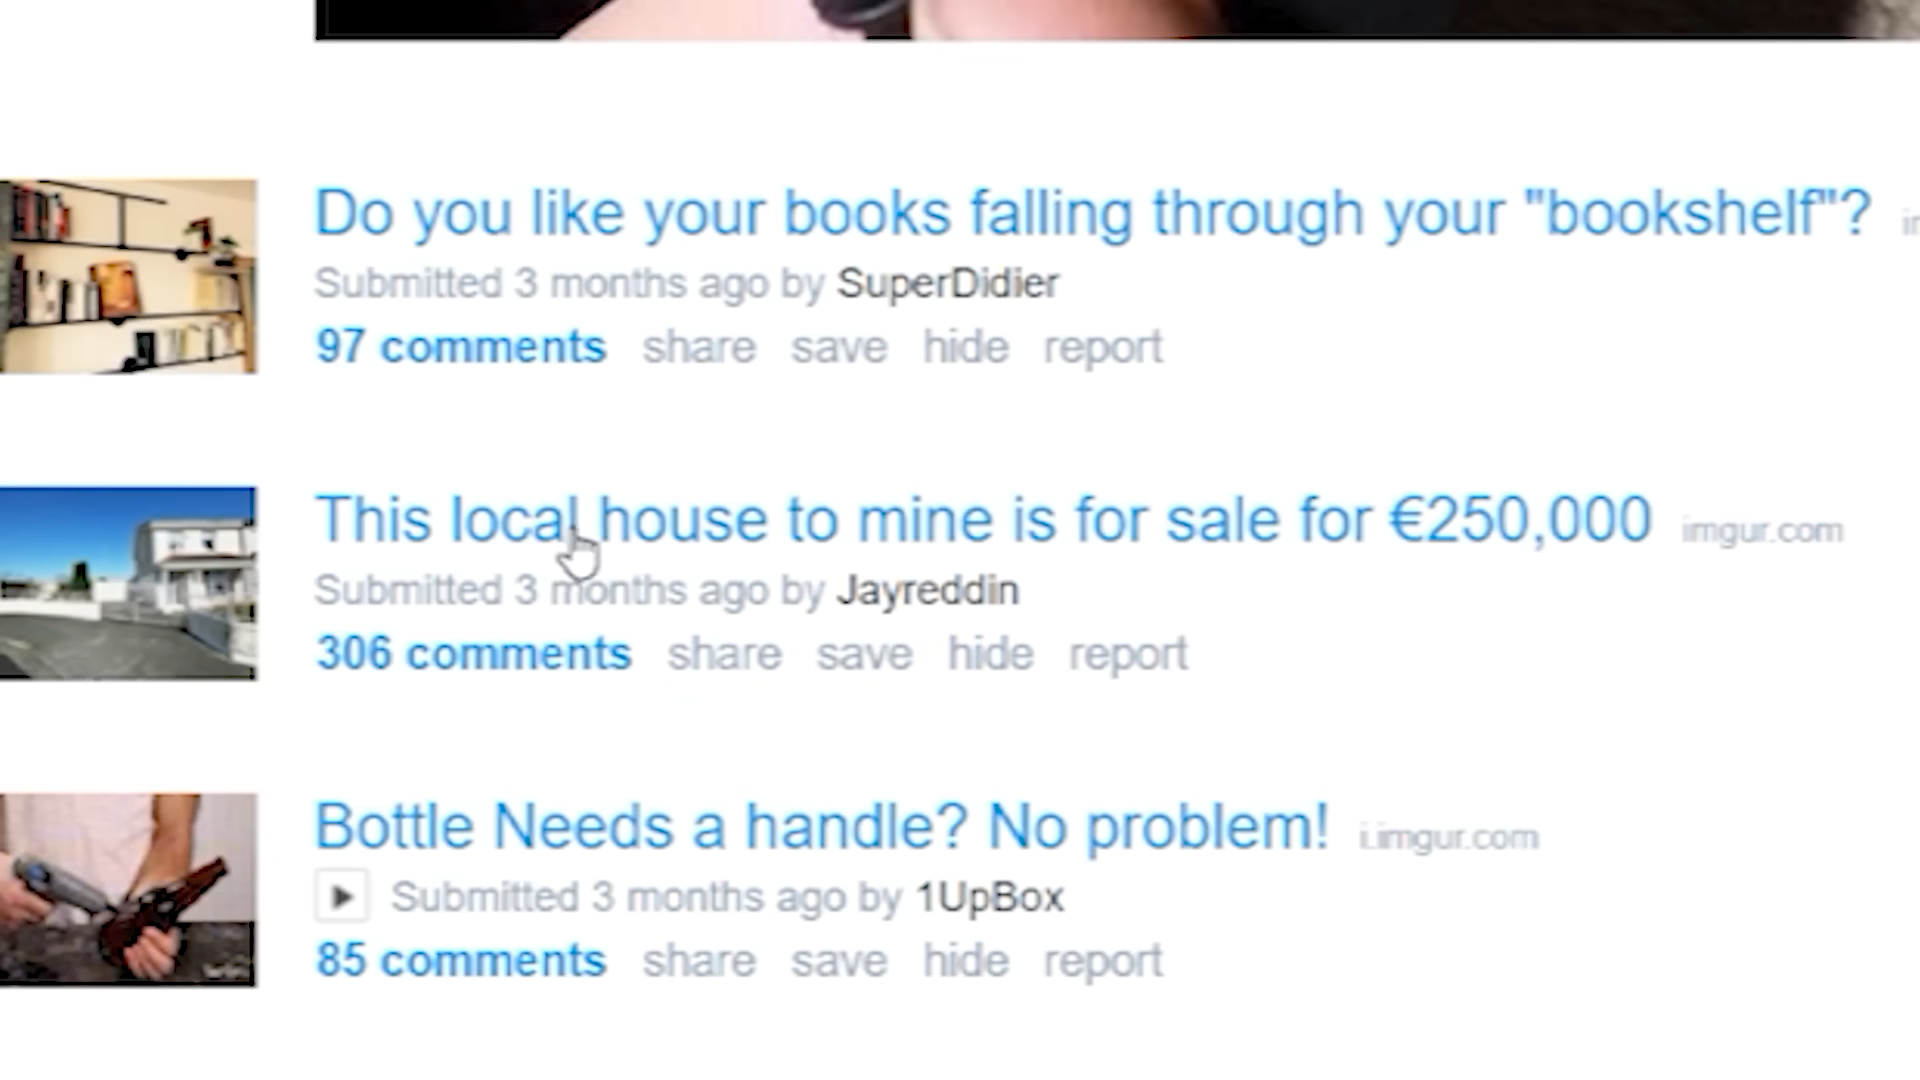 Do you like your books falling through your "bookshelf"?
Submitted 3 months ago by SuperDidier
97 comments share save hide report
This local house to mine is for sale for €250,000 imgur.com
Submitted 3 months ago by Jayreddin
306 comments share save hide report
Bottle Needs a handle? No problem! i.imgur.com
Submitted 3 months ago by 1UpBox
85 comments share save hide report